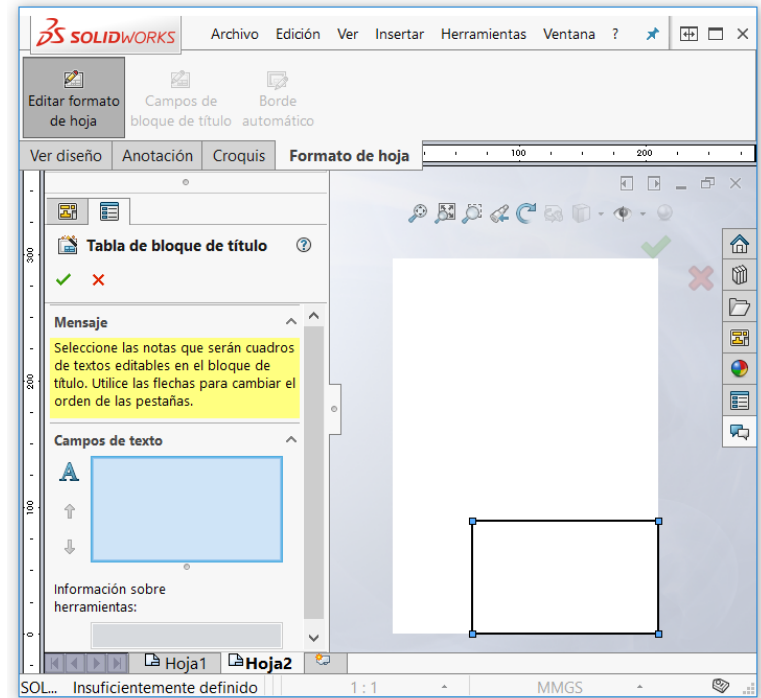 SOLIDWORKS Archivo Edición Ver Insertar Herramientas Ventana ?
Editar formato de hoja
Campos de bloque de título
Borde automático
Ver diseño Anotación Croquis Formato de hoja
100 200
300
200
100
0
Tabla de bloque de título
Mensaje
Seleccione las notas que serán cuadros
de textos editables en el bloque de
título. Utilice las flechas para cambiar el
orden de las pestañas.
Campos de texto
A
Información sobre
herramientas:
Hoja1 Hoja2
SOL... Insuficientemente definido 1 : 1 MMGS